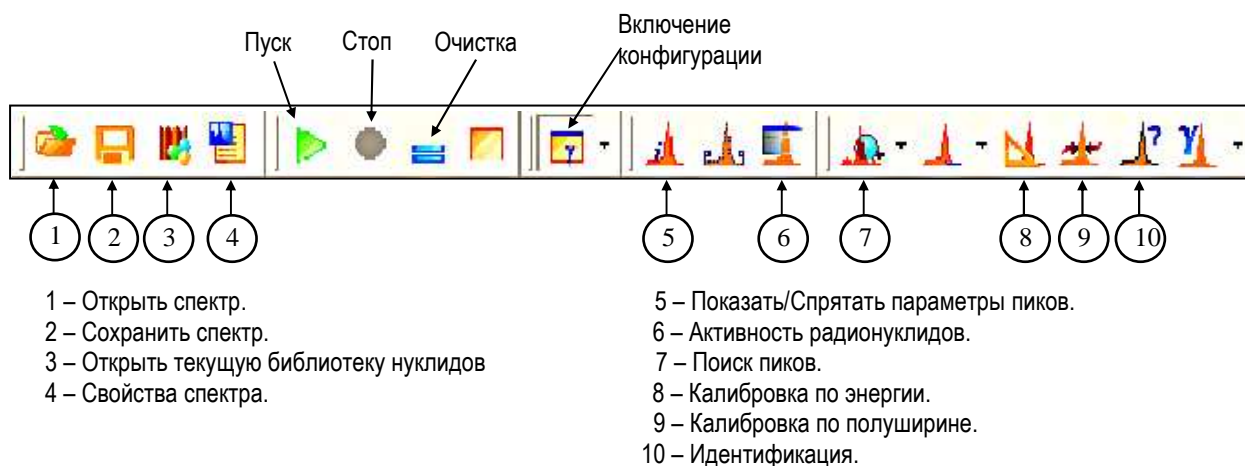 Пуск
Стоп
Очистка
Включение
конфигурации
1
2
3
4
5
6
7
8
9
10
1 – Открыть спектр.
2 – Сохранить спектр.
3 – Открыть текущую библиотеку нуклидов
4 – Свойства спектра.
5 – Показать/Спрятать параметры пиков.
6 – Активность радионуклидов.
7 – Поиск пиков.
8 – Калибровка по энергии.
9 – Калибровка по полуширине.
10 – Идентификация.